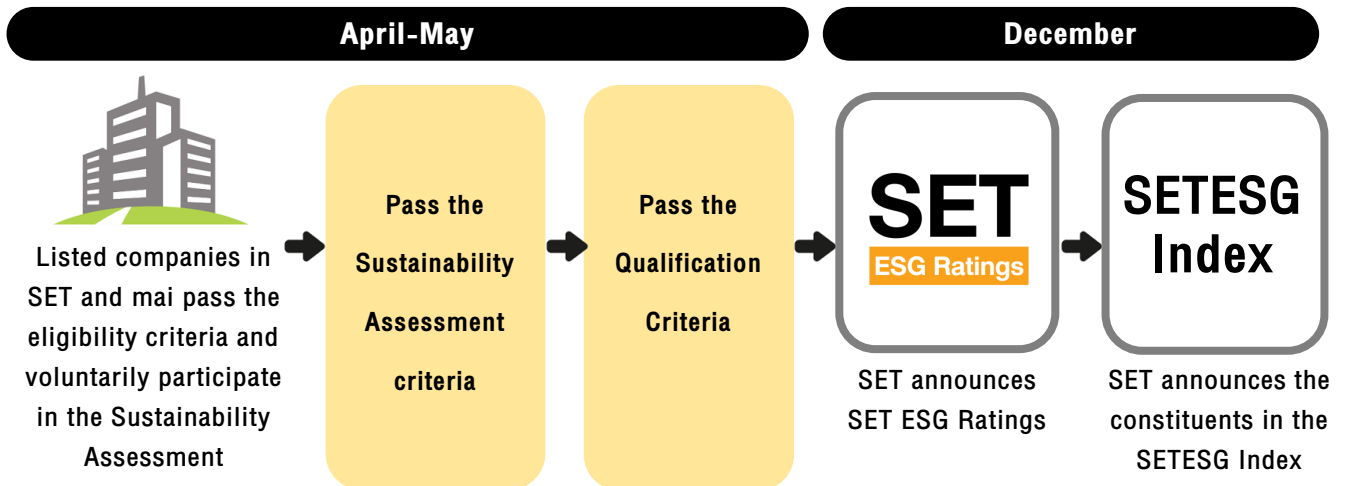 April-May
December
Listed companies in
SET and mai pass the
eligibility criteria and
voluntarily participate
in the Sustainability
Assessment
Pass the
Sustainability
Assessment
criteria
Pass the
Qualification
Criteria
SET
ESG Ratings
SET announces
SET ESG Ratings
SETESG
Index
SET announces the
constituents in the
SETESG Index